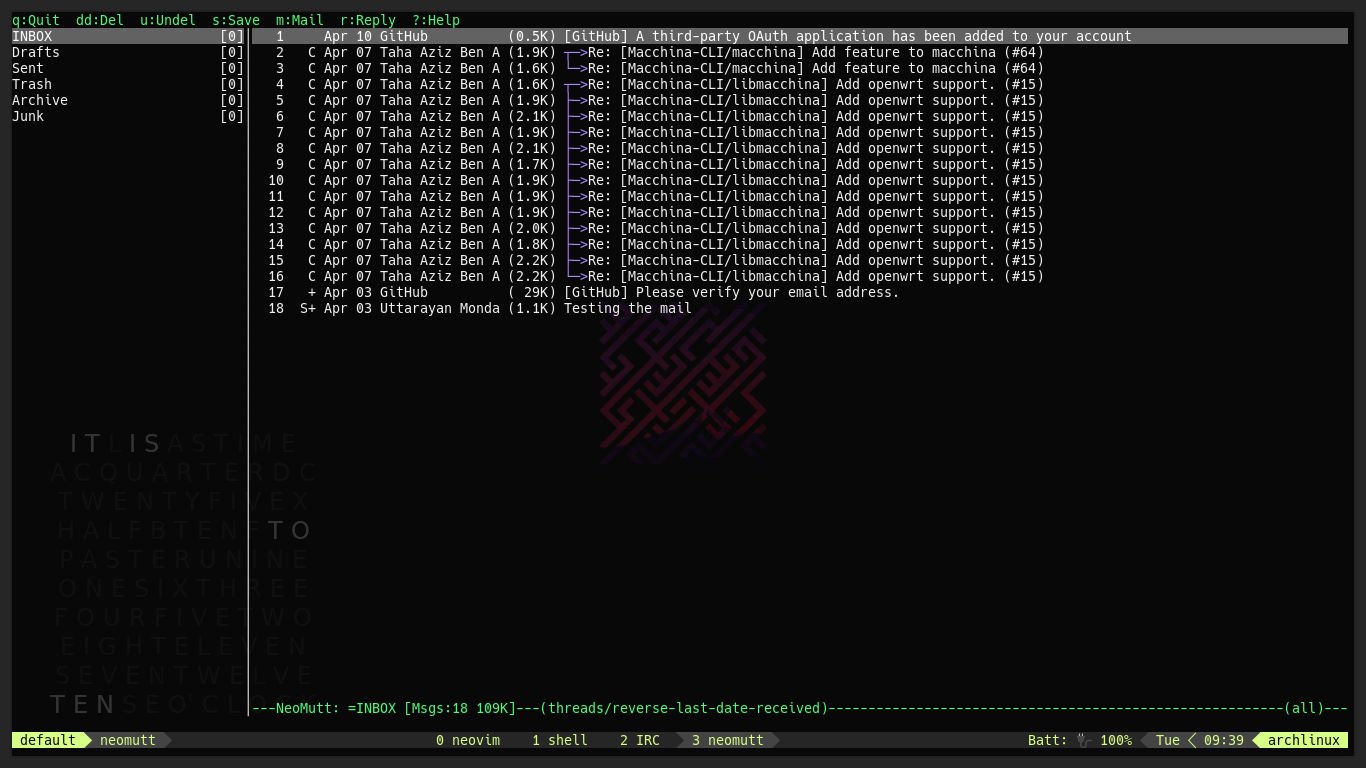 q:Quit  dd:Del  u:Undel  s:Save  m:Mail  r:Reply  ?:Help
INBOX [0]
Drafts [0]
Sent [0]
Trash [0]
Archive [0]
Junk [0]
1 Apr 10 GitHub (0.5K) [GitHub] A third-party OAuth application has been added to your account
2 C Apr 07 Taha Aziz Ben A (1.9K) ┬─>Re: [Macchina-CLI/macchina] Add feature to macchina (#64)
3 C Apr 07 Taha Aziz Ben A (1.6K) └─>Re: [Macchina-CLI/macchina] Add feature to macchina (#64)
4 C Apr 07 Taha Aziz Ben A (1.6K) ┬─>Re: [Macchina-CLI/libmacchina] Add openwrt support. (#15)
5 C Apr 07 Taha Aziz Ben A (1.9K) ├─>Re: [Macchina-CLI/libmacchina] Add openwrt support. (#15)
6 C Apr 07 Taha Aziz Ben A (2.1K) ├─>Re: [Macchina-CLI/libmacchina] Add openwrt support. (#15)
7 C Apr 07 Taha Aziz Ben A (1.9K) ├─>Re: [Macchina-CLI/libmacchina] Add openwrt support. (#15)
8 C Apr 07 Taha Aziz Ben A (2.1K) ├─>Re: [Macchina-CLI/libmacchina] Add openwrt support. (#15)
9 C Apr 07 Taha Aziz Ben A (1.7K) ├─>Re: [Macchina-CLI/libmacchina] Add openwrt support. (#15)
10 C Apr 07 Taha Aziz Ben A (1.9K) ├─>Re: [Macchina-CLI/libmacchina] Add openwrt support. (#15)
11 C Apr 07 Taha Aziz Ben A (1.9K) ├─>Re: [Macchina-CLI/libmacchina] Add openwrt support. (#15)
12 C Apr 07 Taha Aziz Ben A (1.9K) ├─>Re: [Macchina-CLI/libmacchina] Add openwrt support. (#15)
13 C Apr 07 Taha Aziz Ben A (2.0K) ├─>Re: [Macchina-CLI/libmacchina] Add openwrt support. (#15)
14 C Apr 07 Taha Aziz Ben A (1.8K) ├─>Re: [Macchina-CLI/libmacchina] Add openwrt support. (#15)
15 C Apr 07 Taha Aziz Ben A (2.2K) ├─>Re: [Macchina-CLI/libmacchina] Add openwrt support. (#15)
16 C Apr 07 Taha Aziz Ben A (2.2K) └─>Re: [Macchina-CLI/libmacchina] Add openwrt support. (#15)
17 + Apr 03 GitHub ( 29K) [GitHub] Please verify your email address.
18 S+ Apr 03 Uttarayan Monda (1.1K) Testing the mail
ITLISASTIME
ACQUARTERDC
TWENTYFIVEX
HALFBTENFTO
PASTERUNINE
ONESIXTHREE
FOURFIVETWO
EIGHTELEVEN
SEVENTWELVE
TENSEO'CLOCK
---NeoMutt: =INBOX [Msgs:18 109K]---(threads/reverse-last-date-received)---------------------------------------------------------(all)---
default neomutt 0 neovim 1 shell 2 IRC 3 neomutt Batt: 100% Tue 09:39 archlinux